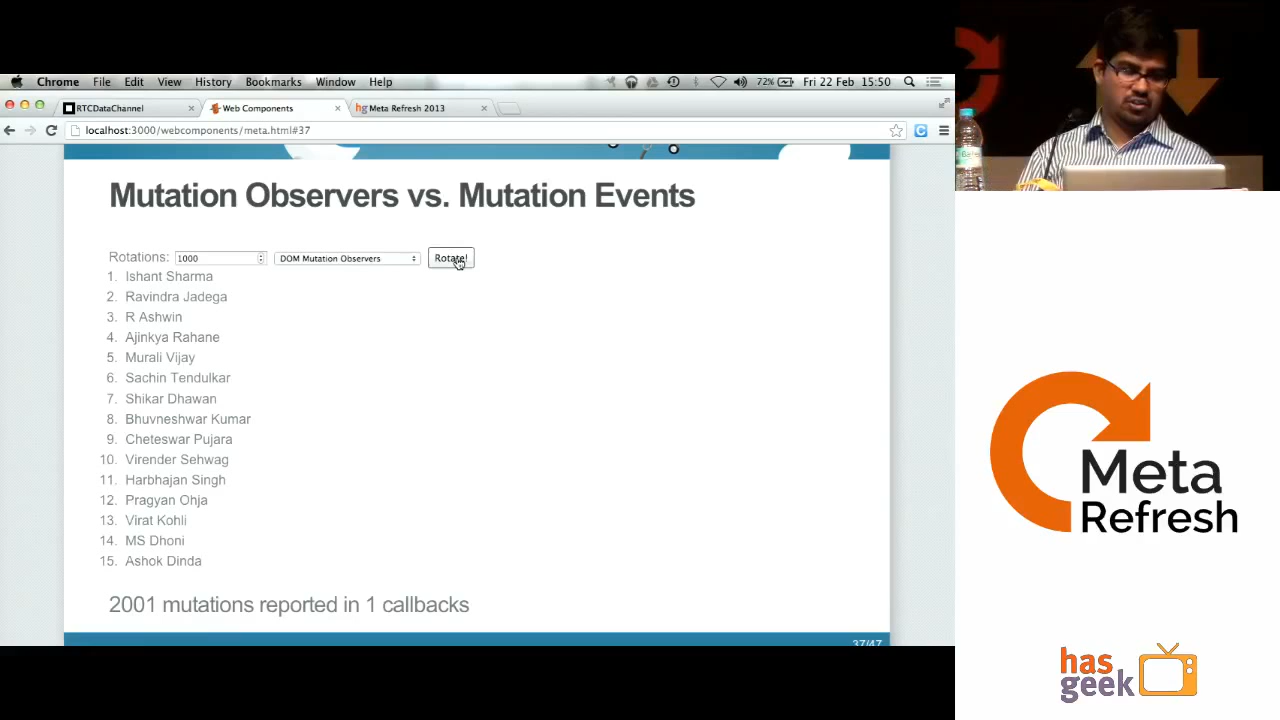 Chrome File Edit View History Bookmarks Window Help 72% Fri 22 Feb 15:50
RTCDataChannel Web Components hg Meta Refresh 2013
localhost:3000/webcomponents/meta.html#37
Mutation Observers vs. Mutation Events
Rotations: 1000 DOM Mutation Observers Rotate!
1. Ishant Sharma
2. Ravindra Jadega
3. R Ashwin
4. Ajinkya Rahane
5. Murali Vijay
6. Sachin Tendulkar
7. Shikar Dhawan
8. Bhuvneshwar Kumar
9. Cheteswar Pujara
10. Virender Sehwag
11. Harbhajan Singh
12. Pragyan Ohja
13. Virat Kohli
14. MS Dhoni
15. Ashok Dinda
2001 mutations reported in 1 callbacks
37/47
Meta
Refresh
has
geek